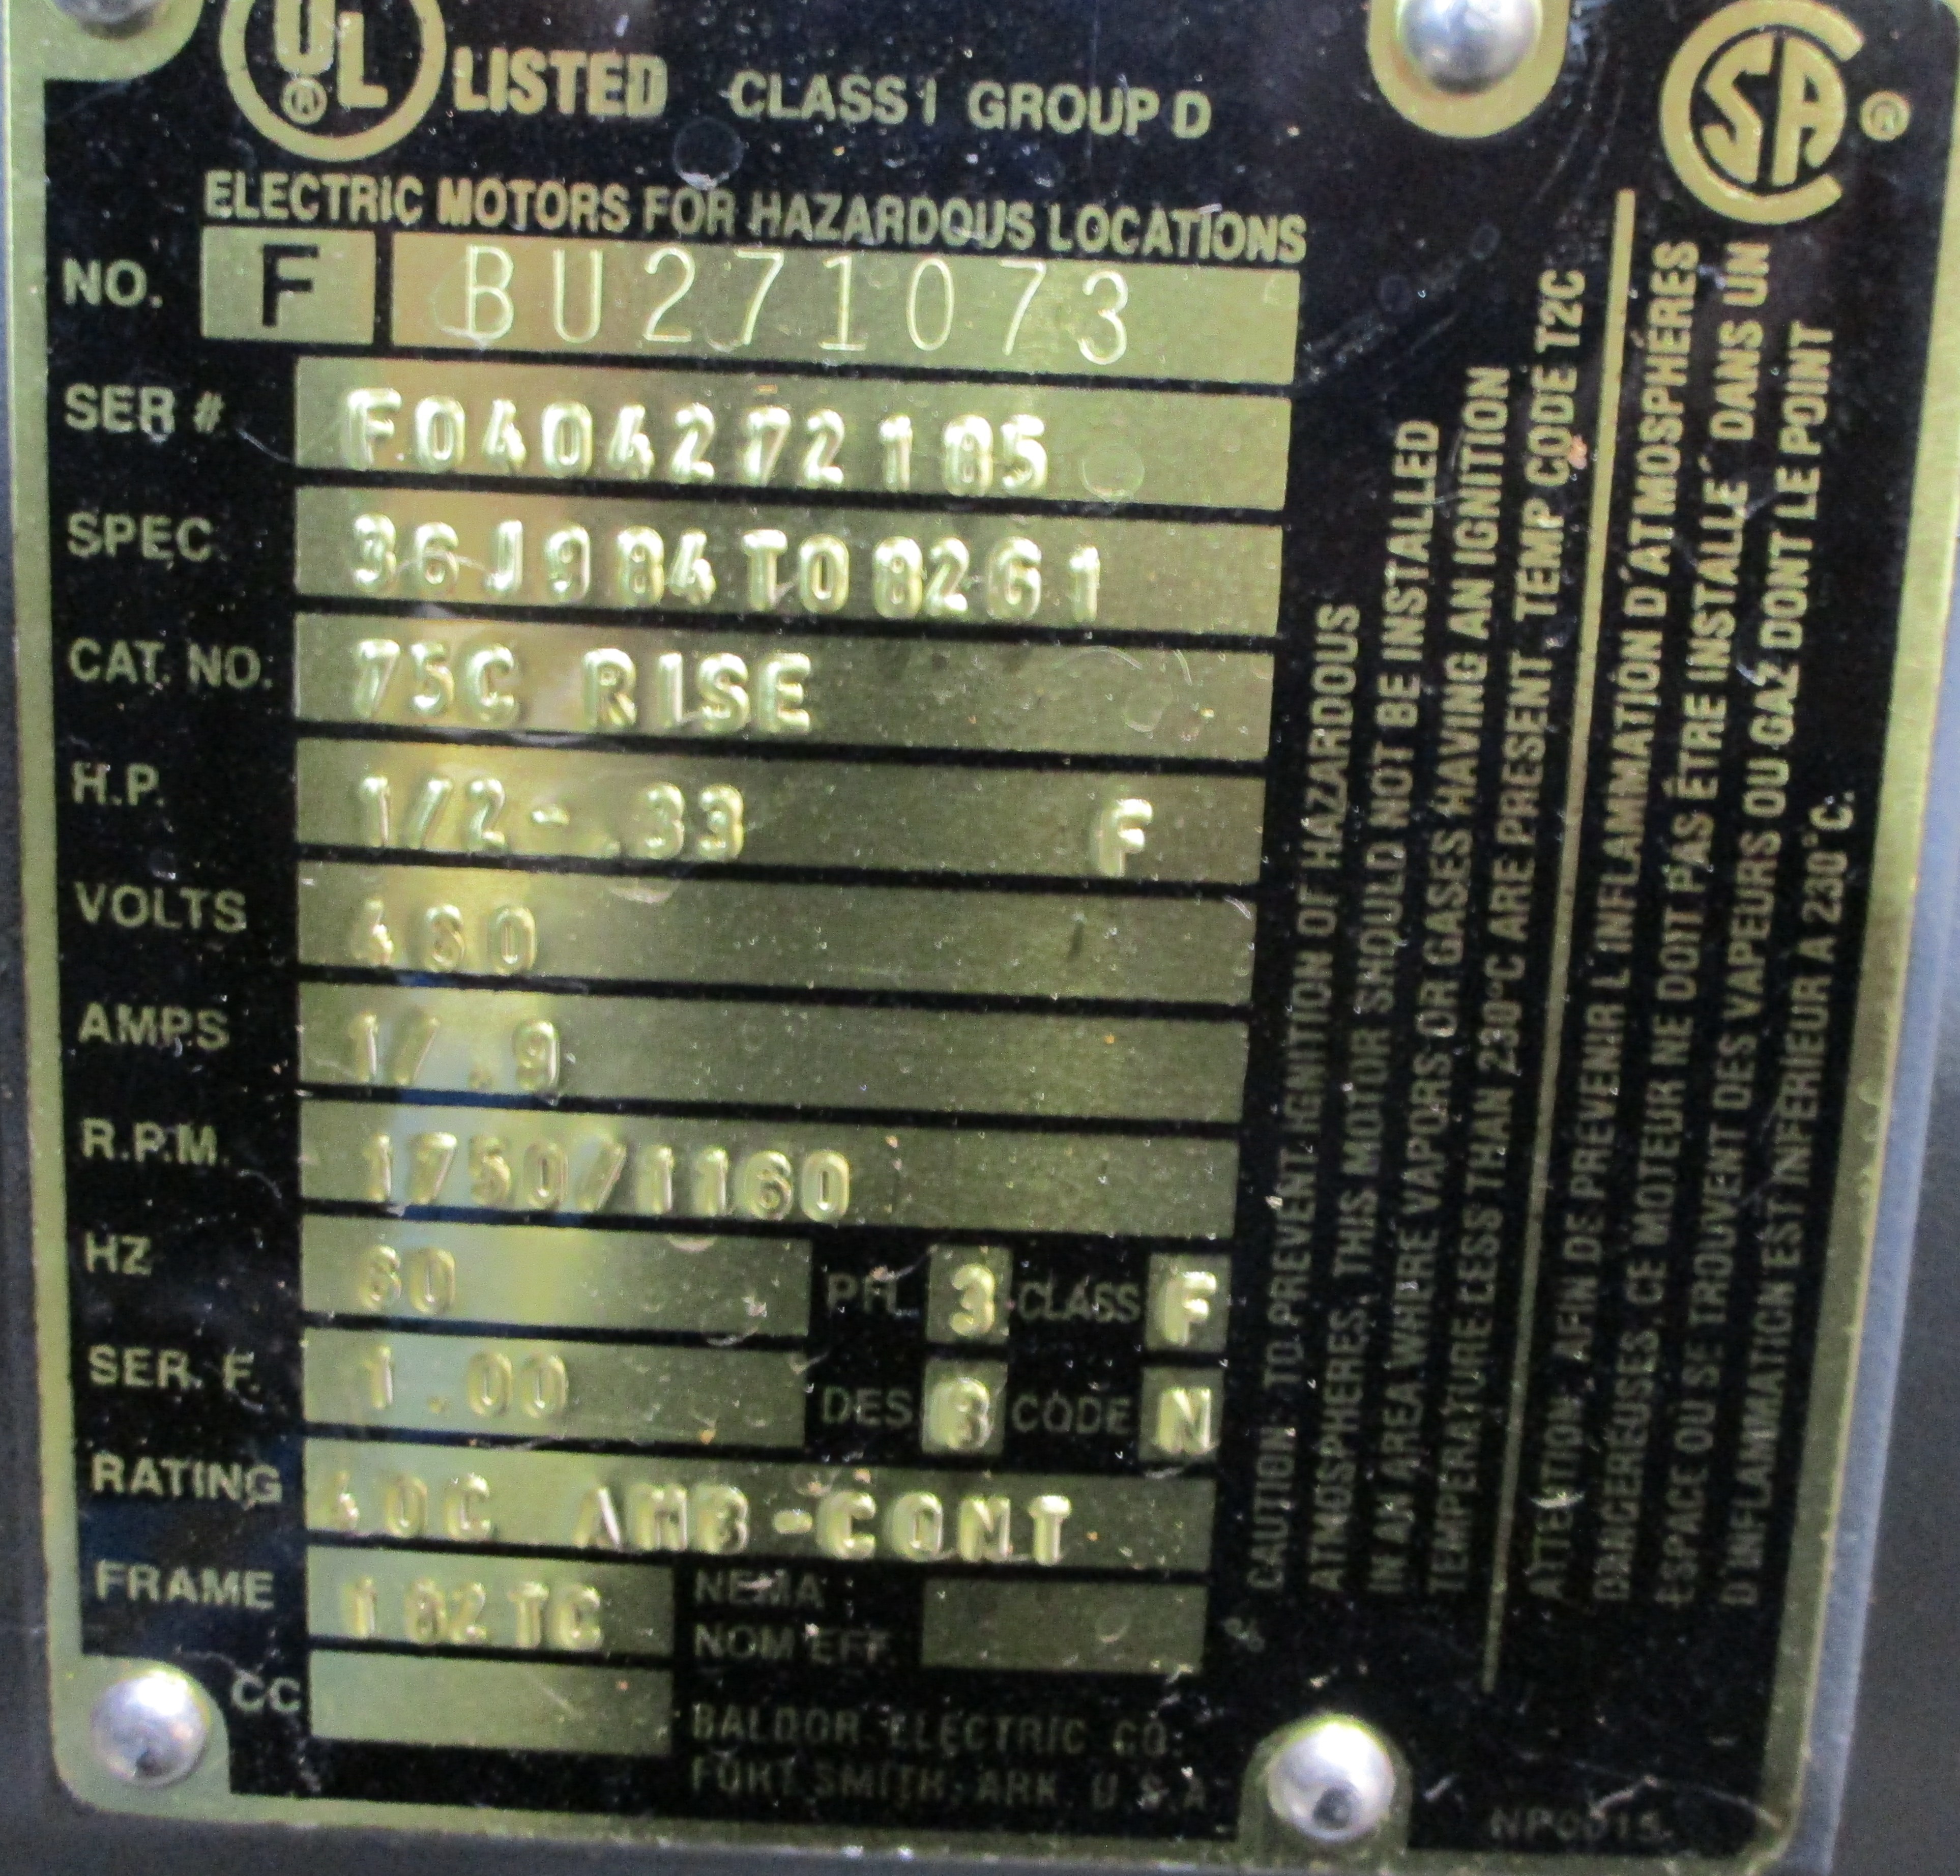 UL ® LISTED CLASS I GROUP D
ELECTRIC MOTORS FOR HAZARDOUS LOCATIONS
NO. F BU271073
SER # F0404272185
SPEC. 36J984T082G1
CAT. NO. 75C RISE
H.P. 1/2-.33 F
VOLTS 460
AMPS 1/.9
R.P.M. 1750/1160
HZ 60 PH. 3 CLASS F
SER. F. 1.00 DES B CODE N
RATING 40C AMB-CONT
FRAME 182TC NEMA
NOM EFF. %
CC
BALDOR ELECTRIC CO.
FORT SMITH, ARK. U.S.A.
SA ®
CAUTION: TO PREVENT IGNITION OF HAZARDOUS
ATMOSPHERES, THIS MOTOR SHOULD NOT BE INSTALLED
IN AN AREA WHERE VAPORS OR GASES HAVING AN IGNITION
TEMPERATURE LESS THAN 230°C ARE PRESENT. TEMP CODE T2C
ATTENTION: AFIN DE PREVENIR L'INFLAMMATION D'ATMOSPHÈRES
DANGEREUSES, CE MOTEUR NE DOIT PAS ÊTRE INSTALLÉ DANS UN
ESPACE OU SE TROUVENT DES VAPEURS OU GAZ DONT LE POINT
D'INFLAMMATION EST INFÉRIEUR A 230°C.